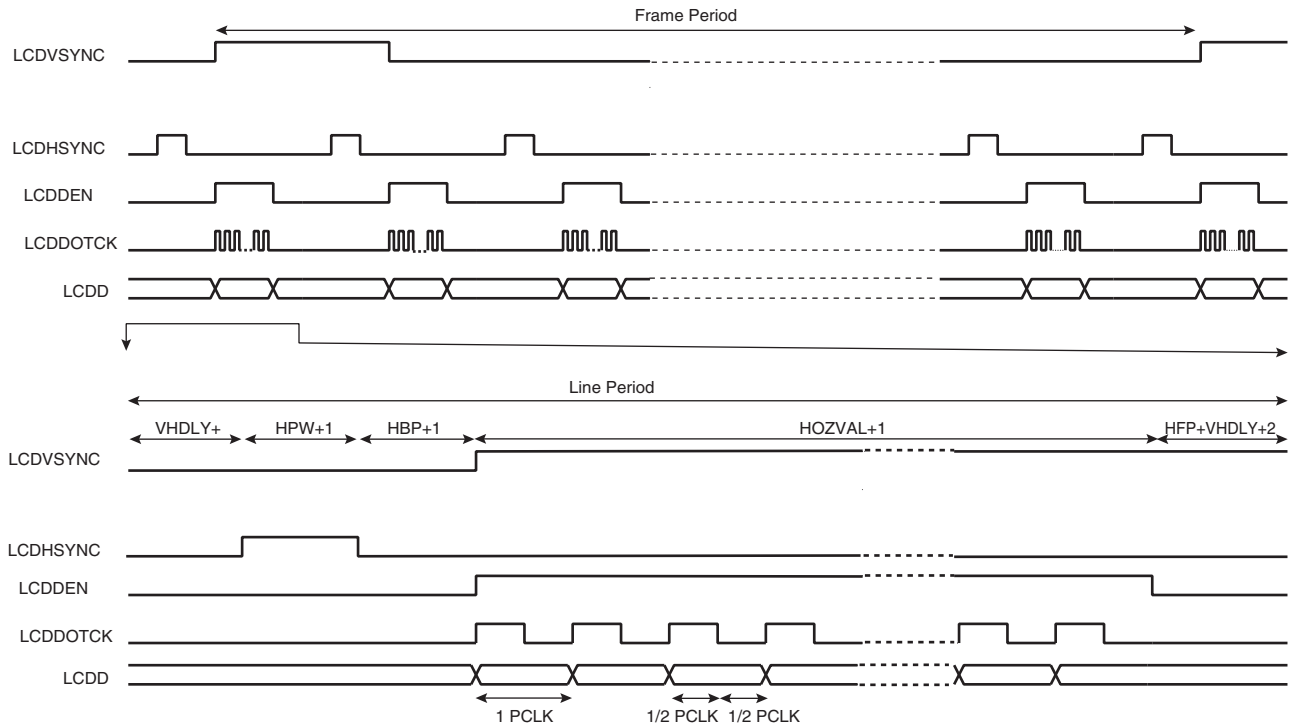 Frame Period
LCDVSYNC
LCDHSYNC
LCDDEN
LCDDOTCK
LCDD
Line Period
VHDLY+ HPW+1 HBP+1 HOZVAL+1 HFP+VHDLY+2
LCDVSYNC
LCDHSYNC
LCDDEN
LCDDOTCK
LCDD
1 PCLK 1/2 PCLK 1/2 PCLK